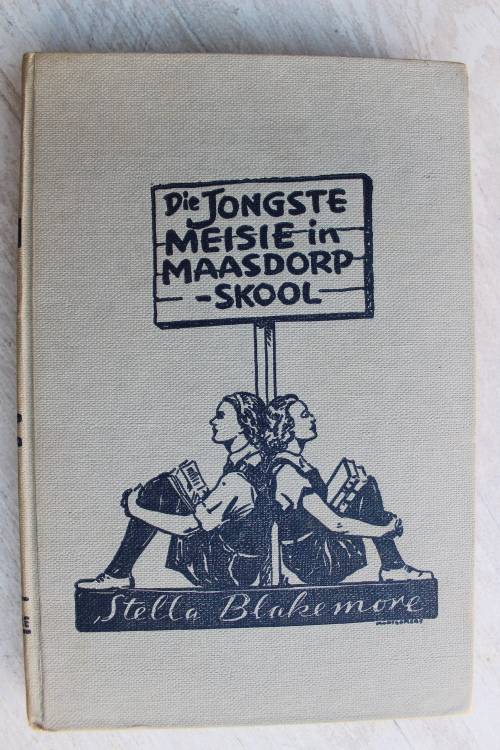 Die JONGSTE
MEISIE in
MAASDORP
-SKOOL-
Stella Blakemore